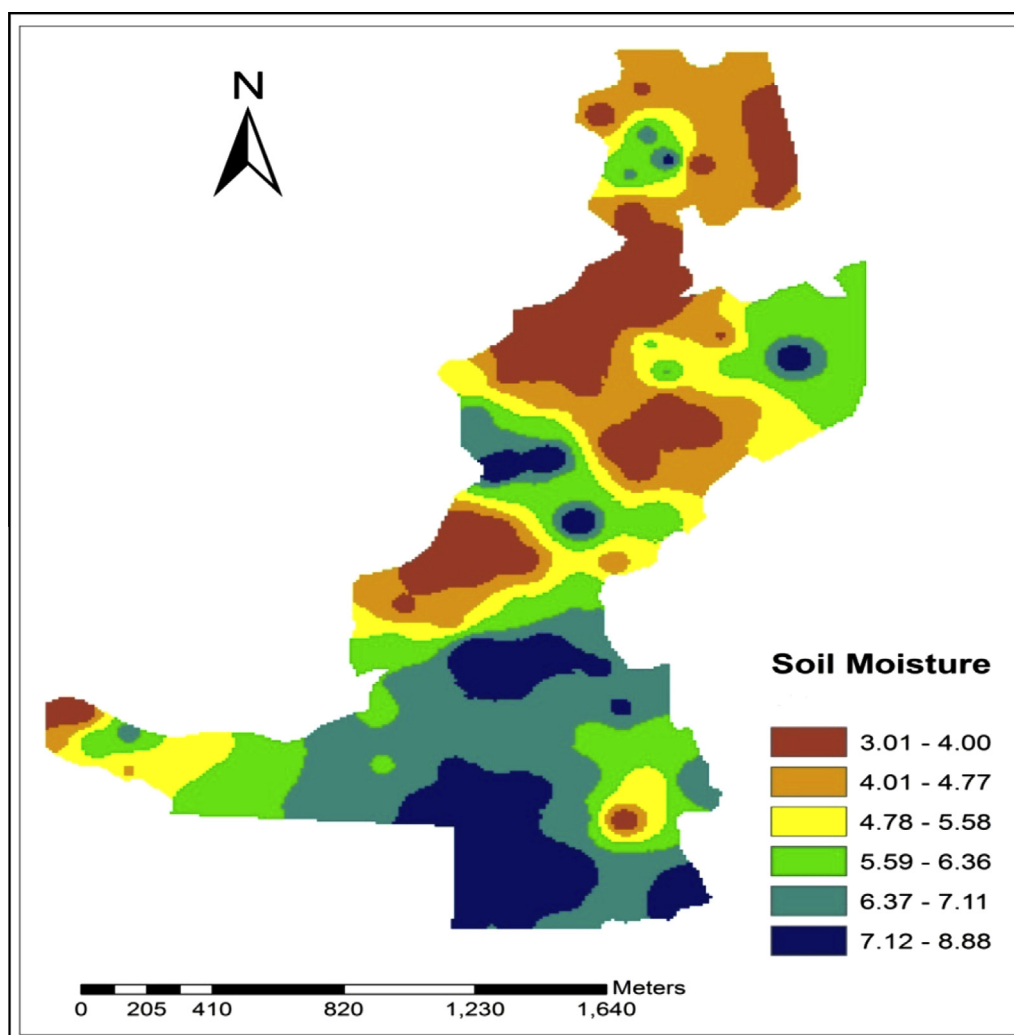 N
Soil Moisture
3.01 - 4.00
4.01 - 4.77
4.78 - 5.58
5.59 - 6.36
6.37 - 7.11
7.12 - 8.88
Meters
0 205 410 820 1,230 1,640